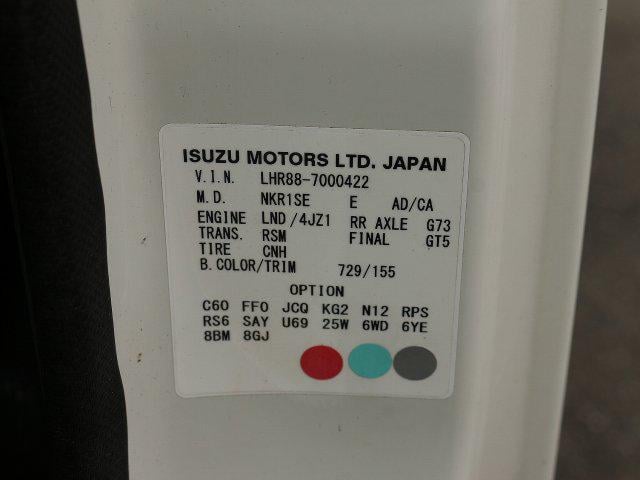 ISUZU MOTORS LTD. JAPAN
V.I.N. LHR88-7000422
M.D. NKR1SE E AD/CA
ENGINE LND/4JZ1 RR AXLE G73
TRANS. RSM FINAL GT5
TIRE CNH
B.COLOR/TRIM 729/155
OPTION
C60 FF0 JCQ KG2 N12 RPS
RS6 SAY U69 25W 6WD 6YE
8BM 8GJ